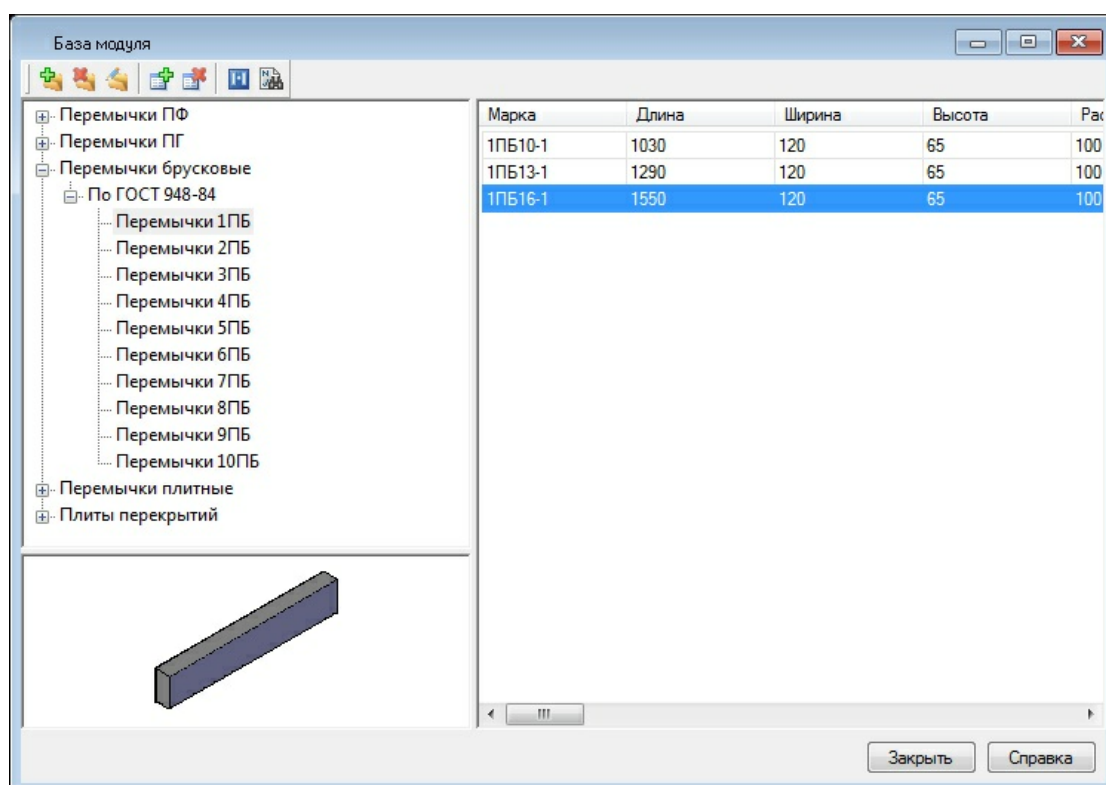 База модуля
Перемычки ПФ
Перемычки ПГ
Перемычки брусковые
По ГОСТ 948-84
Перемычки 1ПБ
Перемычки 2ПБ
Перемычки 3ПБ
Перемычки 4ПБ
Перемычки 5ПБ
Перемычки 6ПБ
Перемычки 7ПБ
Перемычки 8ПБ
Перемычки 9ПБ
Перемычки 10ПБ
Перемычки плитные
Плиты перекрытий
Марка Длина Ширина Высота Рас
1ПБ10-1 1030 120 65 100
1ПБ13-1 1290 120 65 100
1ПБ16-1 1550 120 65 100
Закрыть Справка